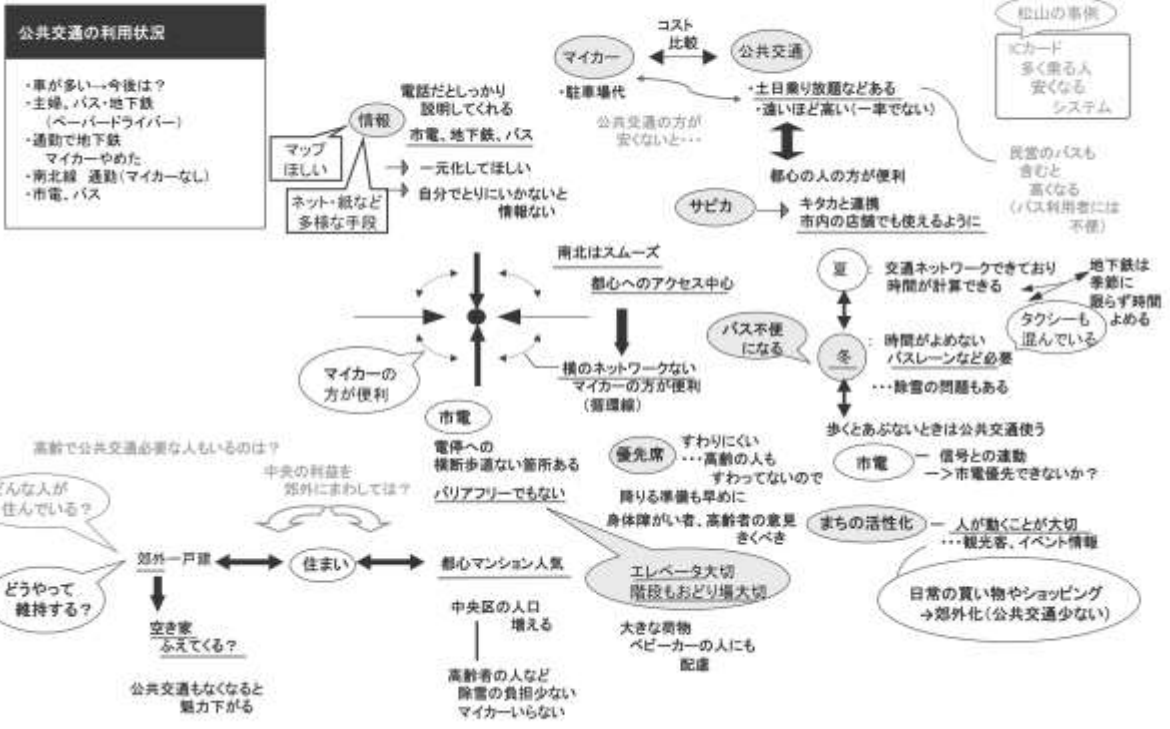 公共交通の利用状況
・車が多い→今後は？
・主婦、バス・地下鉄
（ペーパードライバー）
・通勤で地下鉄
マイカーやめた
・南北線　通勤（マイカーなし）
・市電、バス
情報
電話だとしっかり
説明してくれる
市電、地下鉄、バス
マップ
ほしい
ネット・紙など
多様な手段
一元化してほしい
自分でとりにいかないと
情報ない
マイカー
コスト
比較
公共交通
・駐車場代
・土日乗り放題などある
・遠いほど高い（一率でない）
公共交通の方が
安くないと・・・
都心の人の方が便利
サピカ
キタカと連携
市内の店舗でも使えるように
松山の事例
ICカード
多く乗る人
安くなる
システム
民営のバスも
含むと
高くなる
（バス利用者には
不便）
南北はスムーズ
都心へのアクセス中心
横のネットワークない
マイカーの方が便利
（循環線）
マイカーの
方が便利
夏
： 交通ネットワークできており
時間が計算できる
地下鉄は
季節に
限らず時間
よめる
タクシーも
混んでいる
バス不便
になる
冬
： 時間がよめない
バスレーンなど必要
・・・除雪の問題もある
歩くとあぶないときは公共交通使う
市電
信号との連動
―＞市電優先できないか？
市電
電停への
横断歩道ない箇所ある
バリアフリーでもない
優先席
すわりにくい
・・・高齢の人も
すわってないので
降りる準備も早めに
身体障がい者、高齢者の意見
きくべき
エレベータ大切
階段もおどり場大切
大きな荷物
ベビーカーの人にも
配慮
まちの活性化
人が動くことが大切
・・・観光客、イベント情報
日常の買い物やショッピング
→郊外化（公共交通少ない）
高齢で公共交通必要な人もいるのは？
中央の利益を
郊外にまわしては？
どんな人が
住んでいる？
どうやって
維持する？
郊外一戸建
住まい
都心マンション人気
空き家
ふえてくる？
公共交通もなくなると
魅力下がる
中央区の人口
増える
高齢者の人など
除雪の負担少ない
マイカーいらない